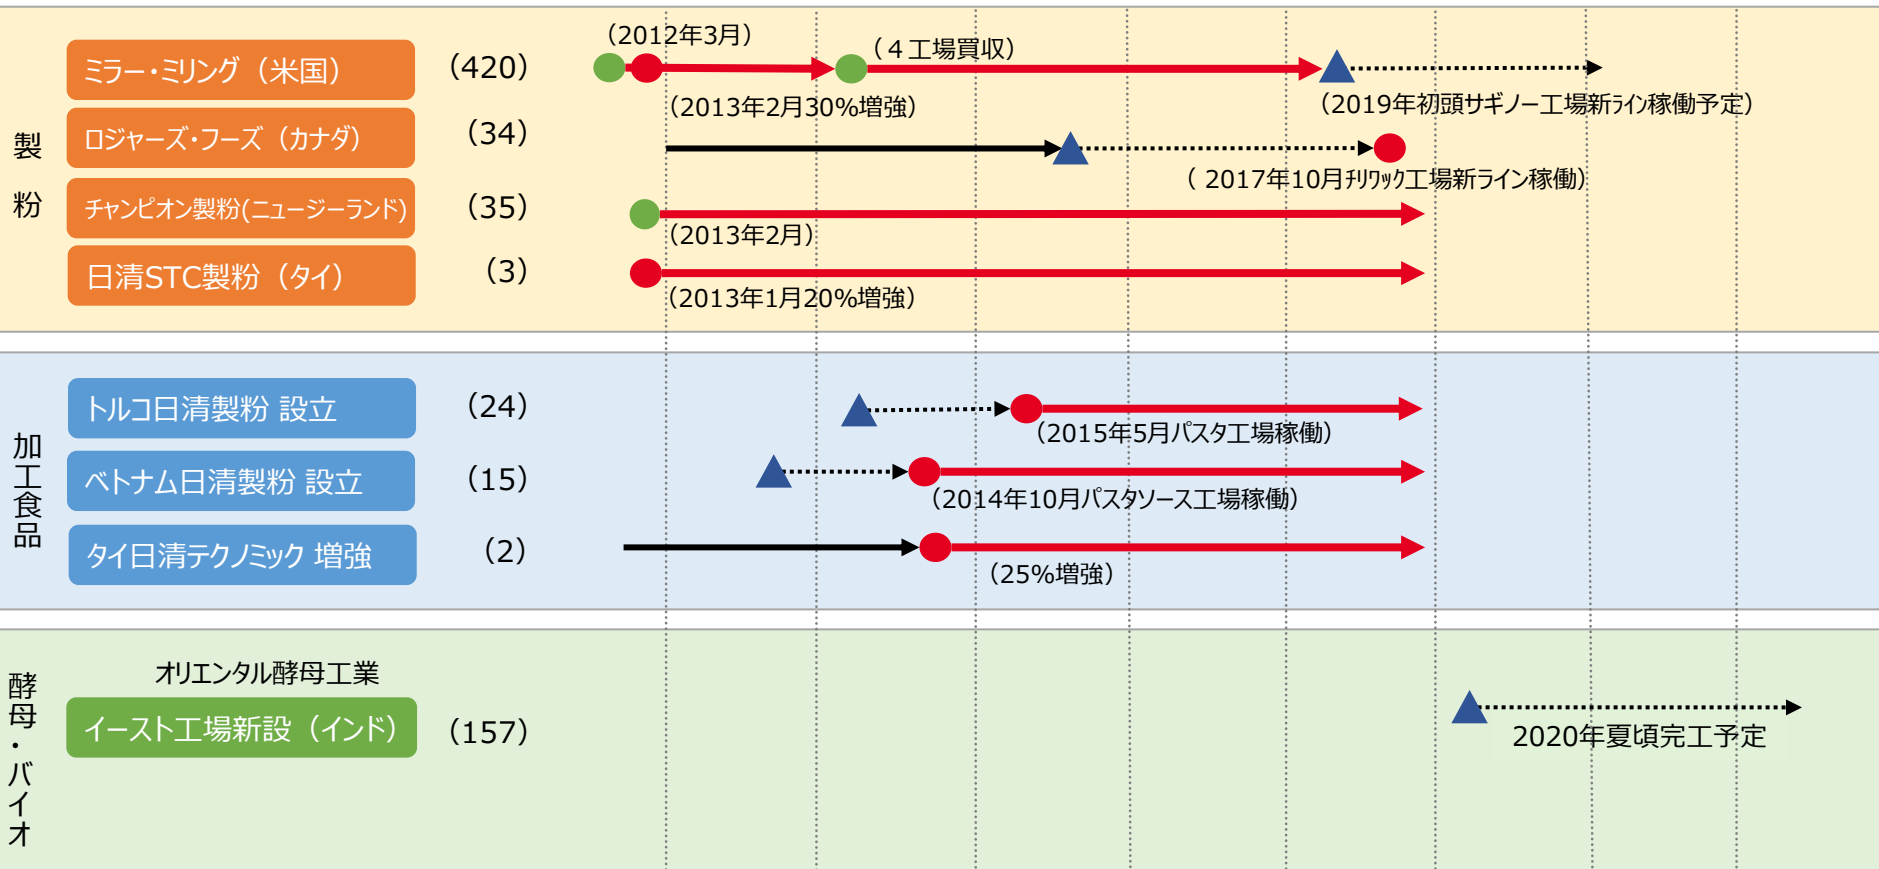 製粉
ミラー・ミリング（米国）
（420）
（2012年3月）
（４工場買収）
（2013年2月30%増強）
（2019年初頭サギノー工場新ライン稼働予定）
ロジャーズ・フーズ（カナダ）
（34）
（ 2017年10月チリワック工場新ライン稼働）
チャンピオン製粉(ニュージーランド)
（35）
（2013年2月）
日清STC製粉（タイ）
（3）
（2013年1月20%増強）
加工食品
トルコ日清製粉 設立
（24）
（2015年5月パスタ工場稼働）
ベトナム日清製粉 設立
（15）
（2014年10月パスタソース工場稼働）
タイ日清テクノミック 増強
（2）
（25%増強）
酵母・バイオ
オリエンタル酵母工業
イースト工場新設（インド）
（157）
2020年夏頃完工予定